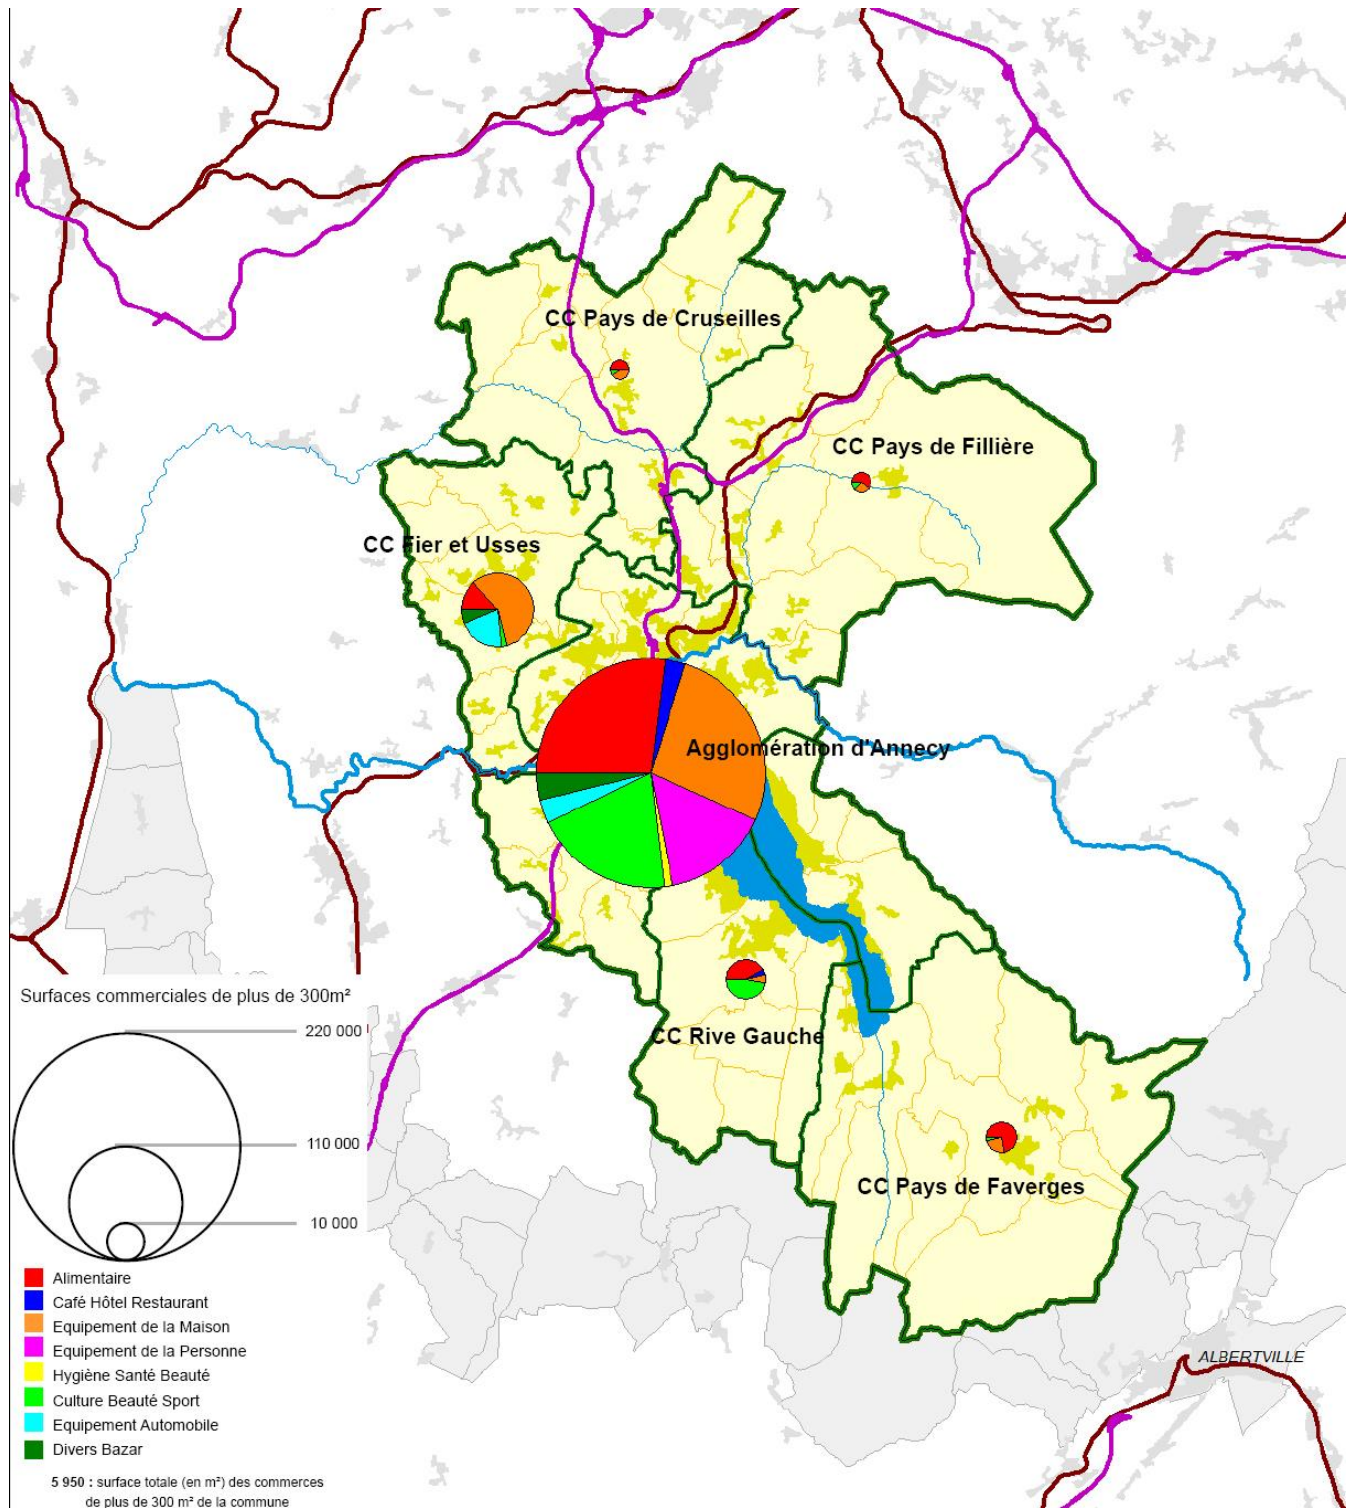 CC Pays de Cruseilles
CC Pays de Fillière
CC Fier et Usses
Agglomération d'Annecy
CC Rive Gauche
CC Pays de Faverges
ALBERTVILLE
Surfaces commerciales de plus de 300m²
220 000
110 000
10 000
Alimentaire
Café Hôtel Restaurant
Equipement de la Maison
Equipement de la Personne
Hygiène Santé Beauté
Culture Beauté Sport
Equipement Automobile
Divers Bazar
5 950 : surface totale (en m²) des commerces
de plus de 300 m² de la commune